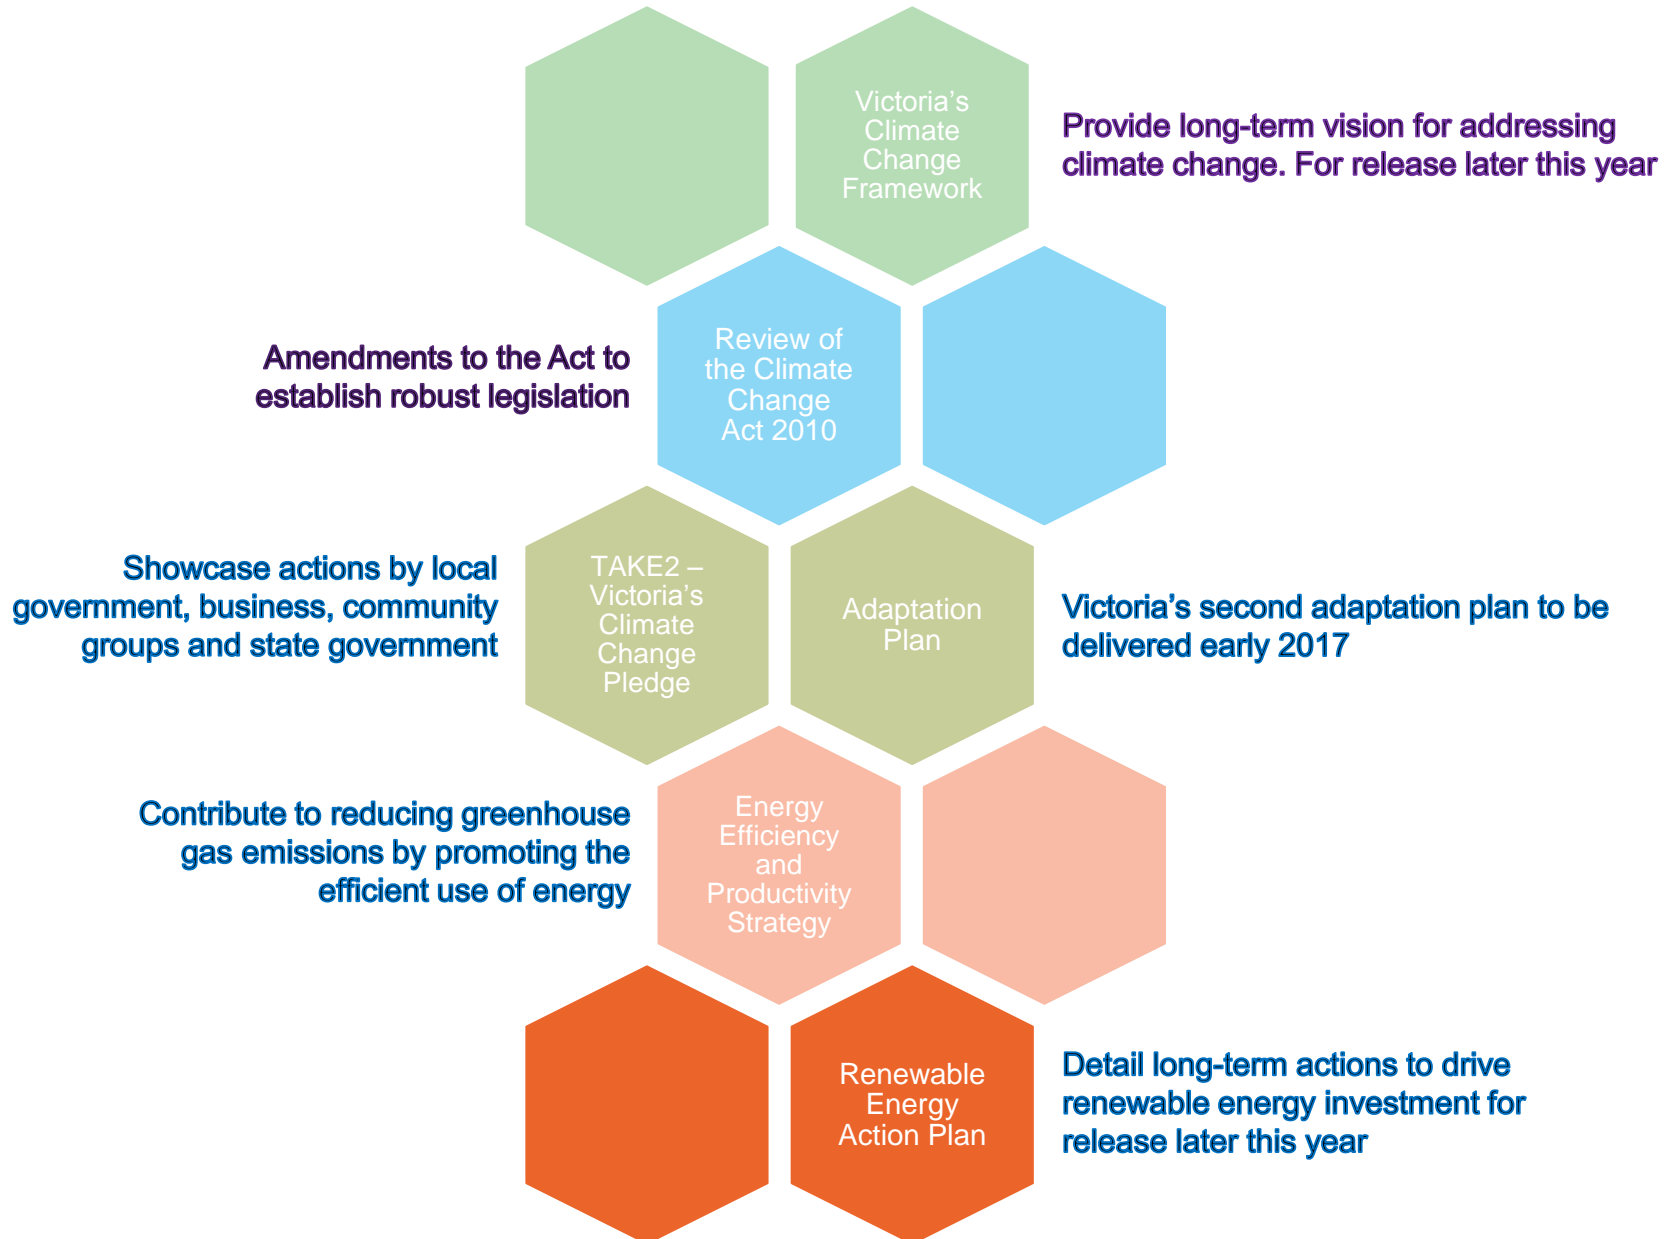 Victoria’s
Climate
Change
Framework
Provide long-term vision for addressing
climate change. For release later this year
Amendments to the Act to
establish robust legislation
Review of
the Climate
Change
Act 2010
Showcase actions by local
government, business, community
groups and state government
TAKE2 –
Victoria’s
Climate
Change
Pledge
Adaptation
Plan
Victoria’s second adaptation plan to be
delivered early 2017
Contribute to reducing greenhouse
gas emissions by promoting the
efficient use of energy
Energy
Efficiency
and
Productivity
Strategy
Renewable
Energy
Action Plan
Detail long-term actions to drive
renewable energy investment for
release later this year